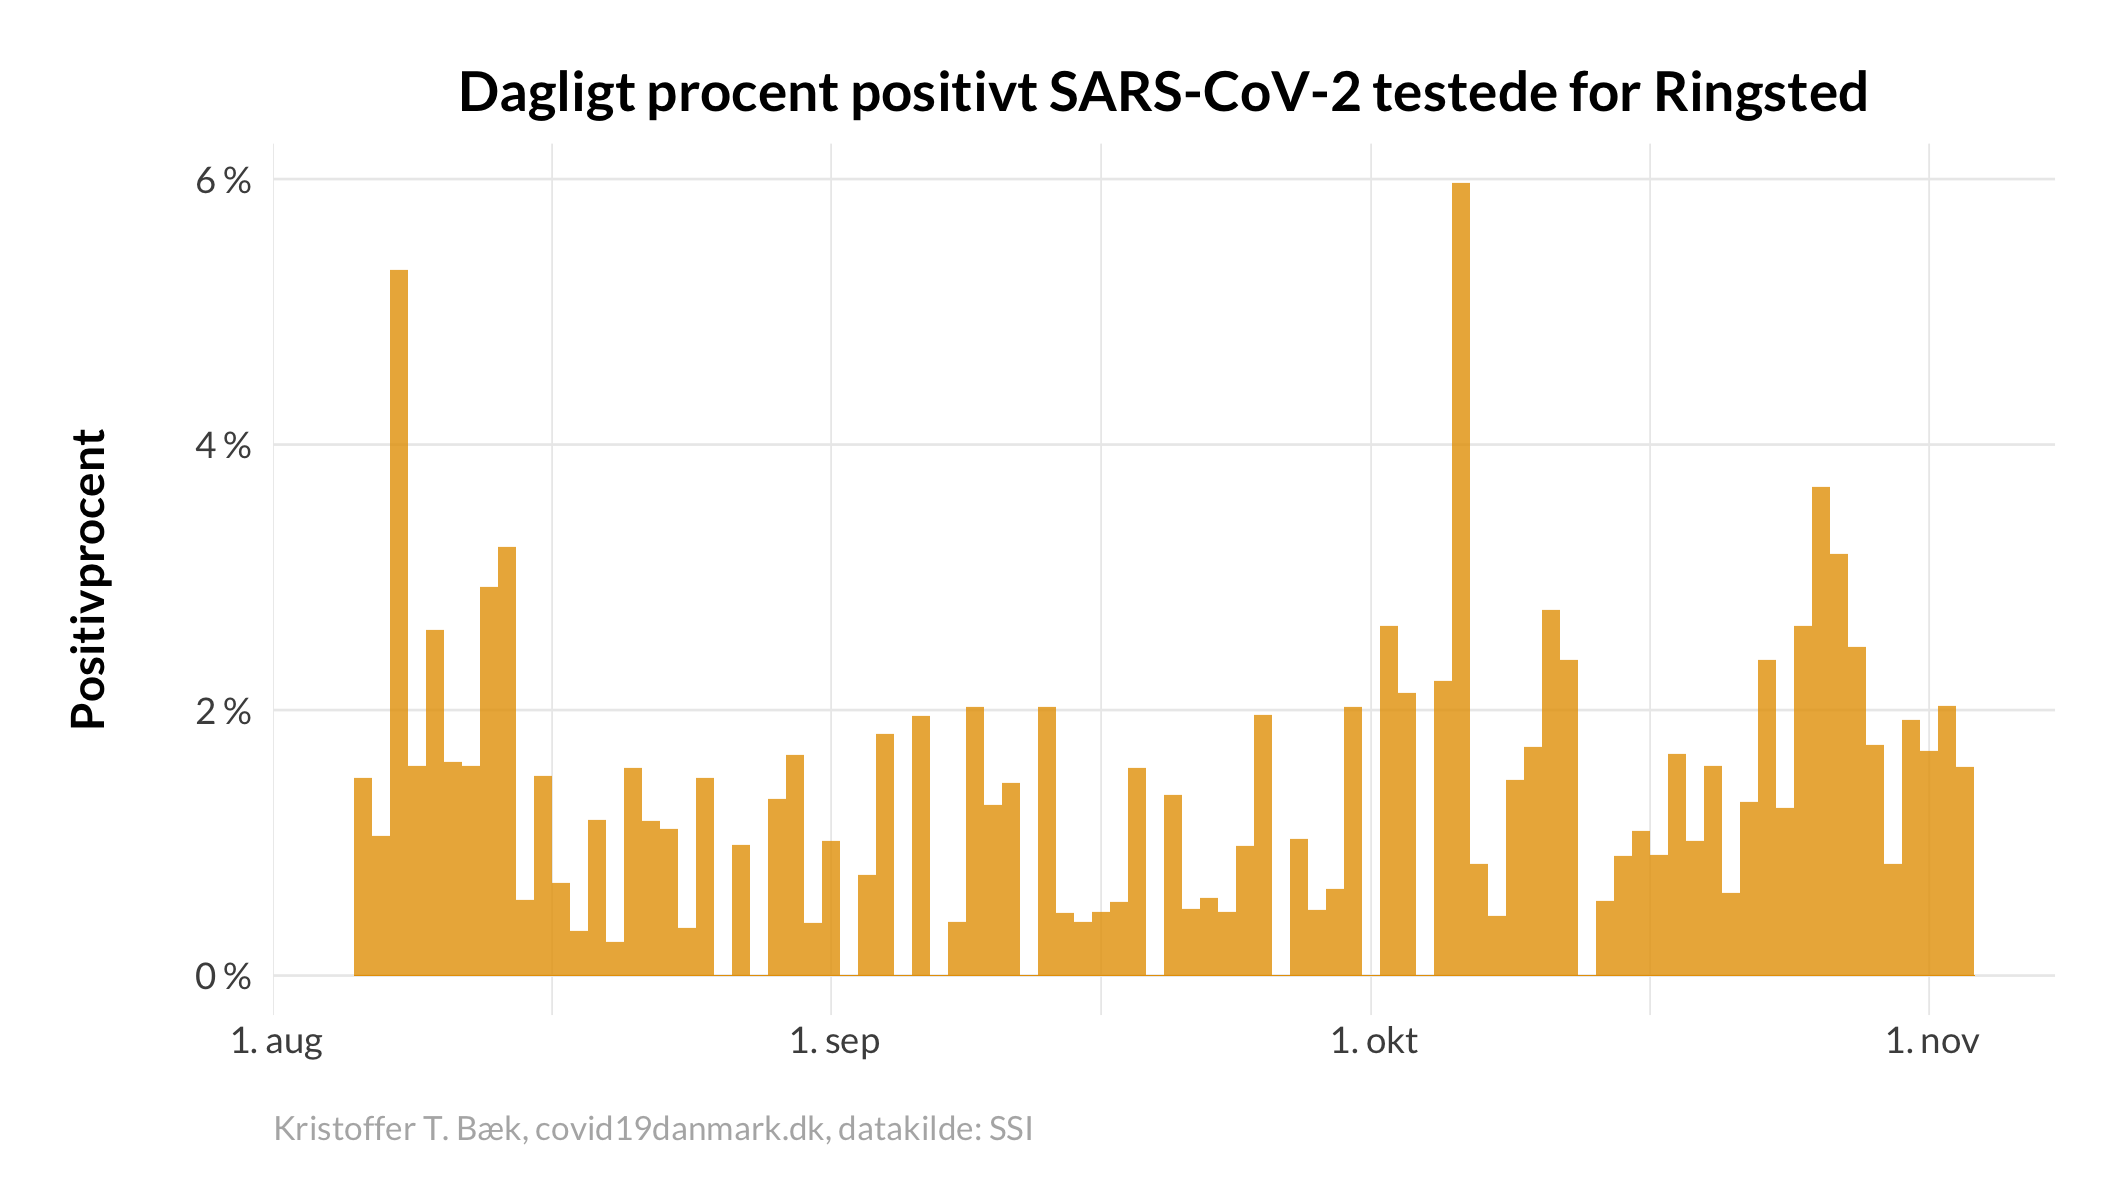 Dagligt procent positivt SARS-CoV-2 testede for Ringsted
Positivprocent
6 %
4 %
2 %
0 %
1. aug
1. sep
1. okt
1. nov
Kristoffer T. Bæk, covid19danmark.dk, datakilde: SSI